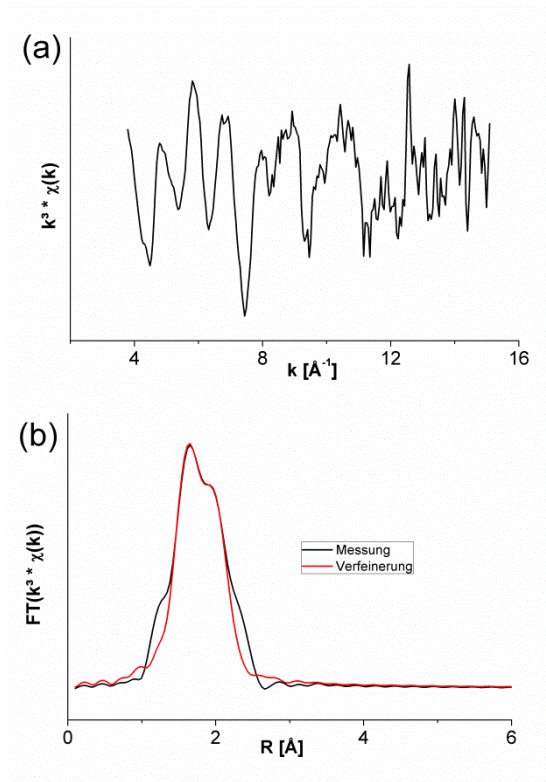 (a)
k³ * χ(k)
4 8 12 16
k [Å⁻¹]
(b)
FT(k³ * χ(k))
Messung
Verfeinerung
0 2 4 6
R [Å]